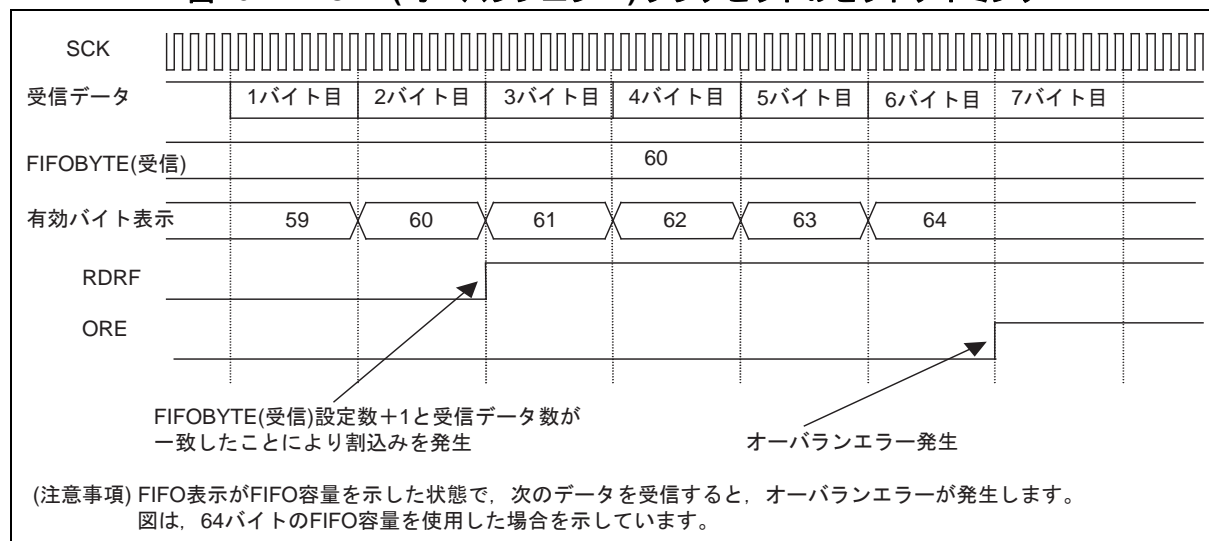 SCK
受信データ 1バイト目 2バイト目 3バイト目 4バイト目 5バイト目 6バイト目 7バイト目
FIFOBYTE(受信) 60
有効バイト表示 59 60 61 62 63 64
RDRF
ORE
FIFOBYTE(受信)設定数+1と受信データ数が
一致したことにより割込みを発生
オーバランエラー発生
(注意事項) FIFO表示がFIFO容量を示した状態で,次のデータを受信すると,オーバランエラーが発生します。
図は,64バイトのFIFO容量を使用した場合を示しています。